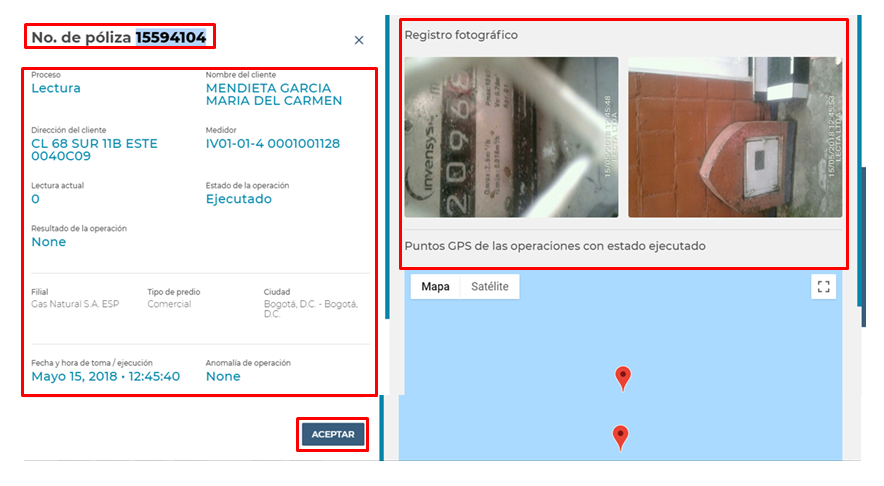 No. de póliza 15594104
×
Proceso
Lectura
Nombre del cliente
MENDIETA GARCIA
MARIA DEL CARMEN
Dirección del cliente
CL 68 SUR 11B ESTE
0040C09
Medidor
IV01-01-4 0001001128
Lectura actual
0
Estado de la operación
Ejecutado
Resultado de la operación
None
Filial
Gas Natural S.A. ESP
Tipo de predio
Comercial
Ciudad
Bogotá, D.C. - Bogotá,
D.C.
Fecha y hora de toma / ejecución
Mayo 15, 2018 • 12:45:40
Anomalía de operación
None
ACEPTAR
Registro fotográfico
invensys
2096
15/05/2018 12:45:48
15/05/2018 12:45:53
LECTA LTDA
Puntos GPS de las operaciones con estado ejecutado
Mapa
Satélite